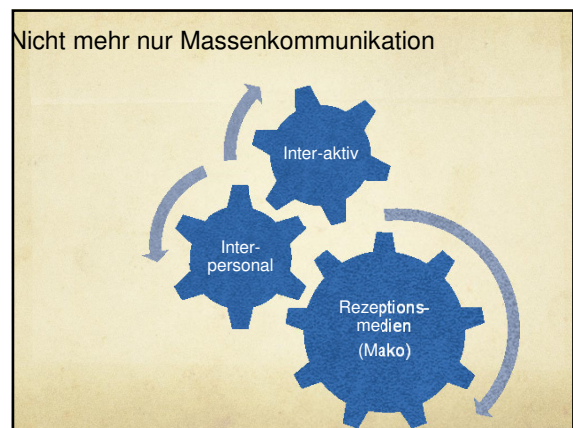 Nicht mehr nur Massenkommunikation
Inter-aktiv
Inter-
personal
Rezeptions-
medien
(Mako)